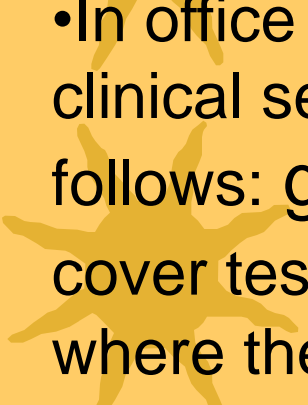 •In office
clinical se
follows: g
cover tes
where the